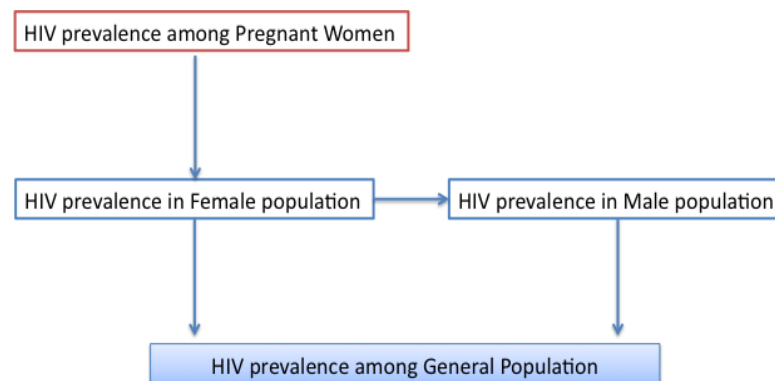 HIV prevalence among Pregnant Women
HIV prevalence in Female population
HIV prevalence in Male population
HIV prevalence among General Population